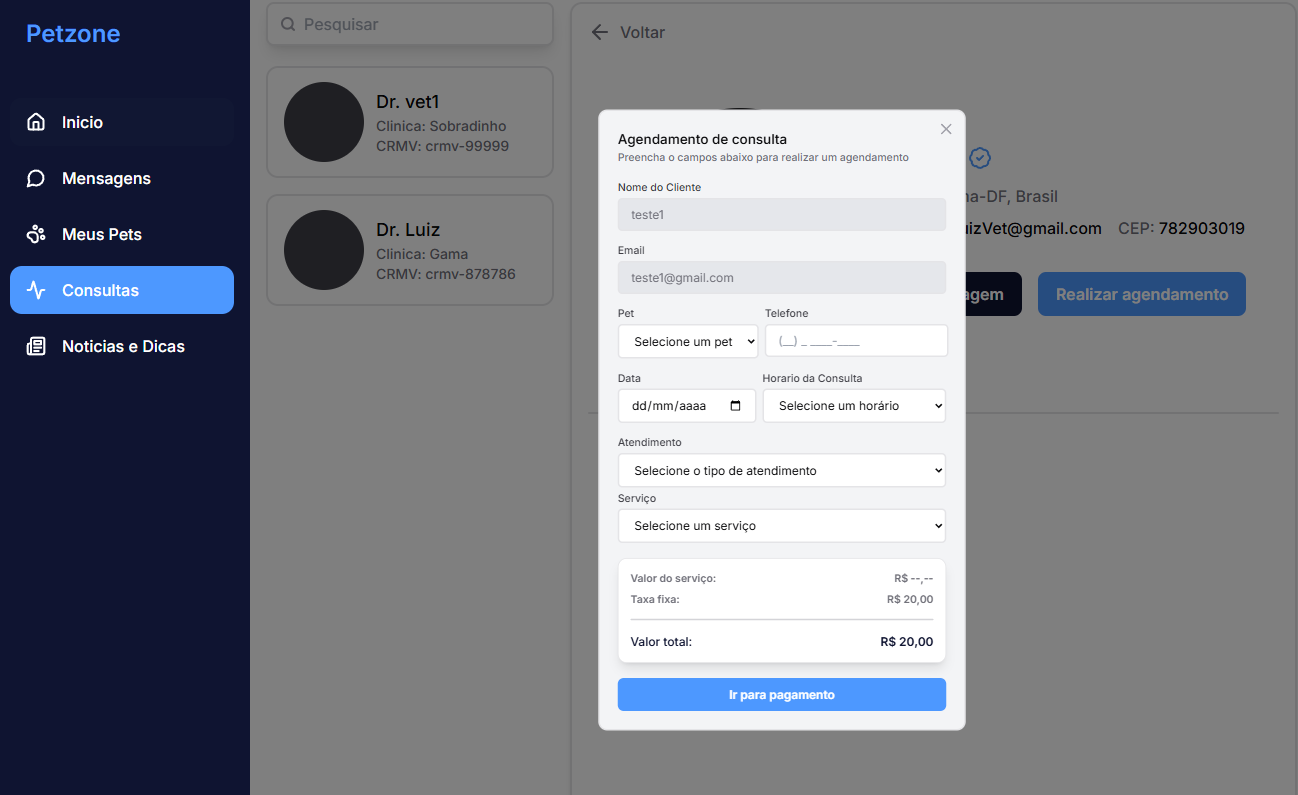 Petzone
Inicio
Mensagens
Meus Pets
Consultas
Noticias e Dicas
Pesquisar
Dr. vet1
Clinica: Sobradinho
CRMV: crmv-99999
Dr. Luiz
Clinica: Gama
CRMV: crmv-878786
Voltar
-DF, Brasil
@gmail.com CEP: 782903019
Realizar agendamento
Agendamento de consulta
Preencha o campos abaixo para realizar um agendamento
Nome do Cliente
teste1
Email
teste1@gmail.com
Pet Telefone
Selecione um pet (__) _ ____-____
Data Horario da Consulta
dd/mm/aaaa Selecione um horário
Atendimento
Selecione o tipo de atendimento
Serviço
Selecione um serviço
Valor do serviço: R$ --,--
Taxa fixa: R$ 20,00
Valor total: R$ 20,00
Ir para pagamento